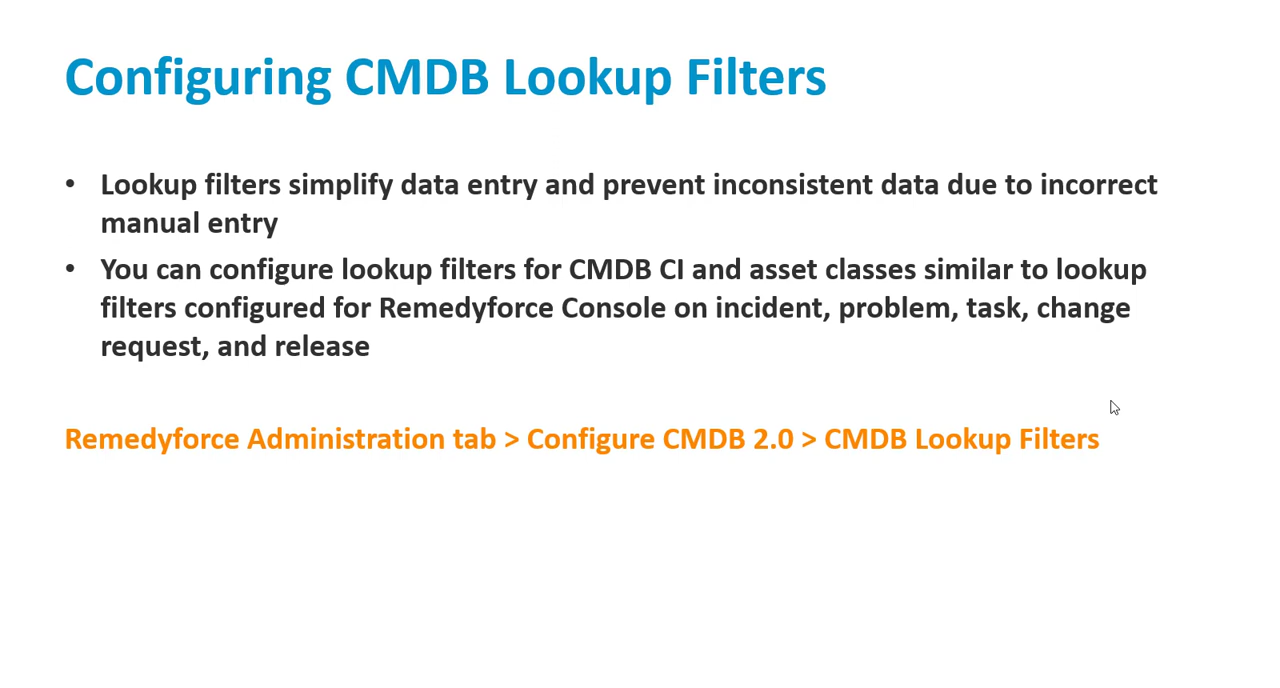 Configuring CMDB Lookup Filters
• Lookup filters simplify data entry and prevent inconsistent data due to incorrect
manual entry
• You can configure lookup filters for CMDB CI and asset classes similar to lookup
filters configured for Remedyforce Console on incident, problem, task, change
request, and release
Remedyforce Administration tab > Configure CMDB 2.0 > CMDB Lookup Filters